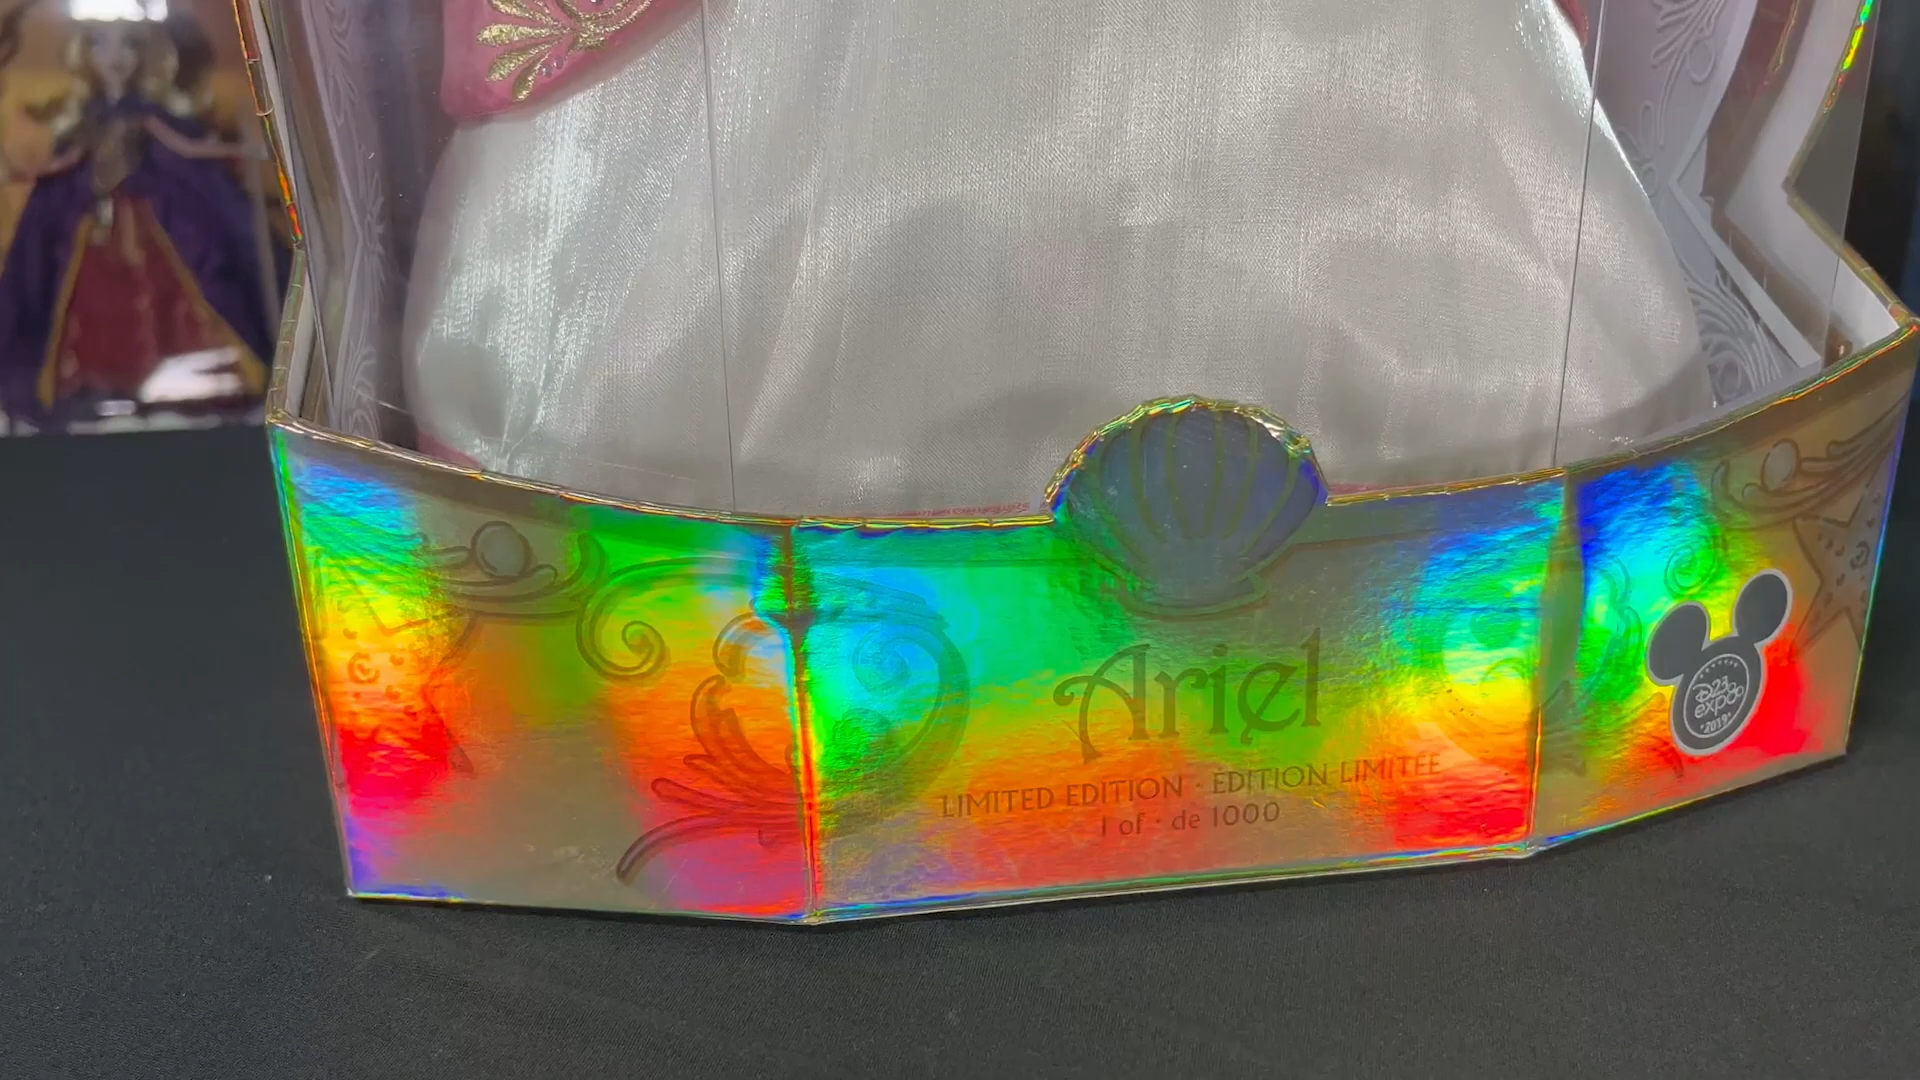 Ariel
LIMITED EDITION · ÉDITION LIMITÉE
1 of · de 1000
D23
expo
·2019·